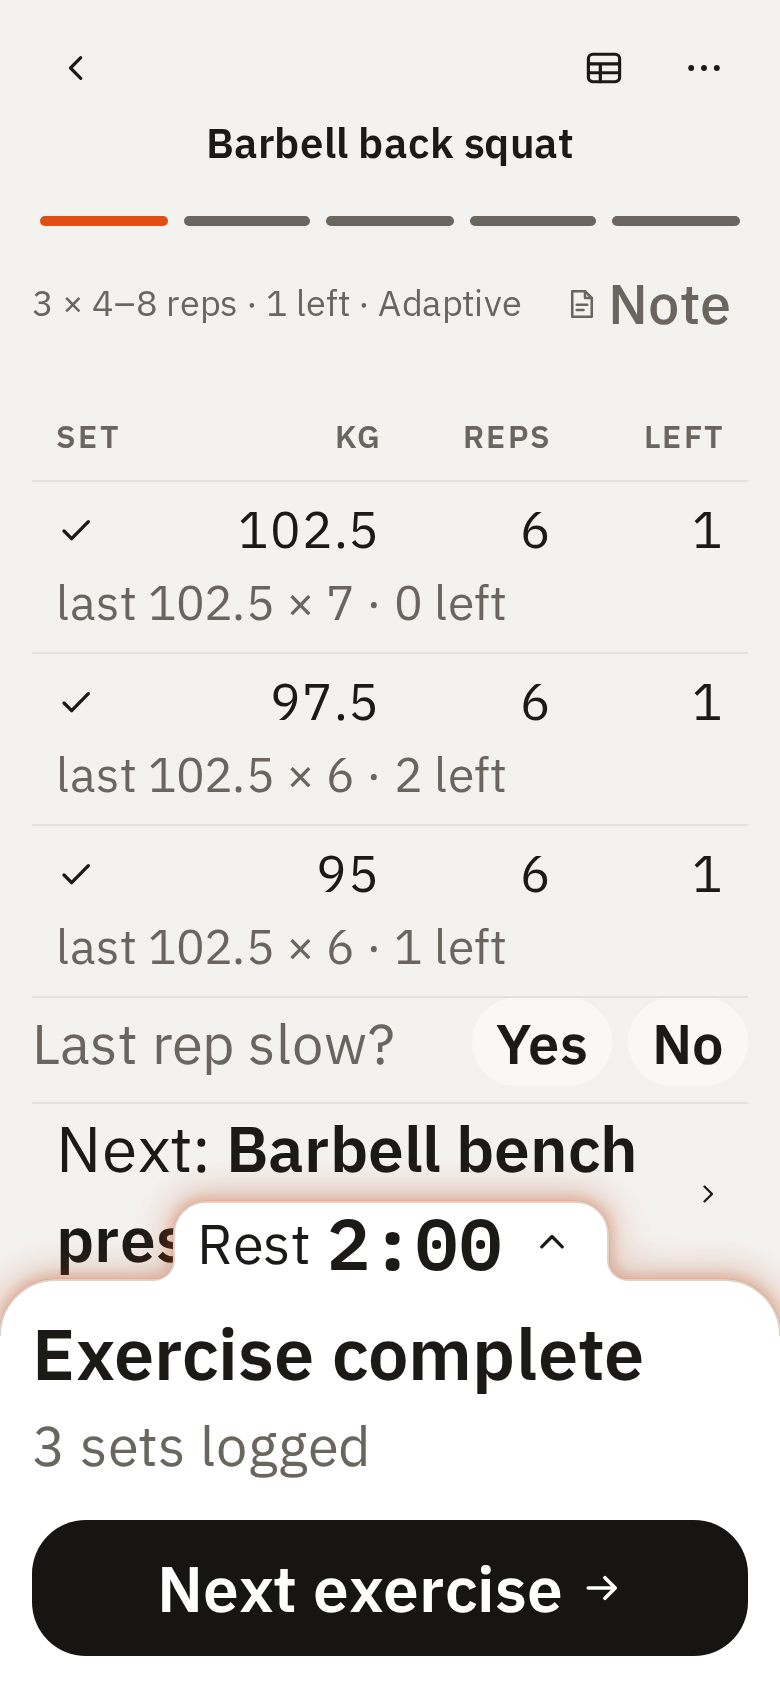 Barbell back squat
3 × 4–8 reps · 1 left · Adaptive Note
SET KG REPS LEFT
102.5 6 1
last 102.5 × 7 · 0 left
97.5 6 1
last 102.5 × 6 · 2 left
95 6 1
last 102.5 × 6 · 1 left
Last rep slow? Yes No
Next: Barbell bench
pres
Rest 2:00
Exercise complete
3 sets logged
Next exercise →